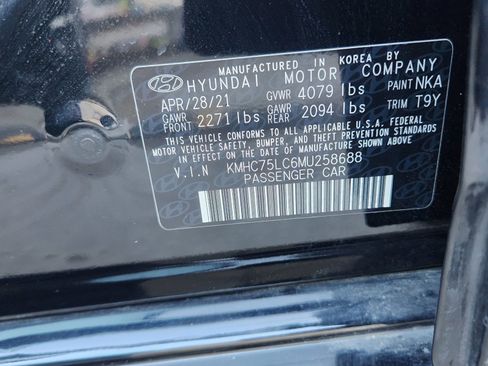 MANUFACTURED IN KOREA BY
HYUNDAI MOTOR COMPANY
APR/28/21 GVWR 4079 lbs PAINT NKA
GAWR FRONT 2271 lbs GAWR REAR 2094 lbs TRIM T9Y
THIS VEHICLE CONFORMS TO ALL APPLICABLE U.S.A. FEDERAL
MOTOR VEHICLE SAFETY, BUMPER, AND THEFT PREVENTION STANDARDS
IN EFFECT ON THE DATE OF MANUFACTURE SHOWN ABOVE.
V.I.N KMHC75LC6MU258688
PASSENGER CAR